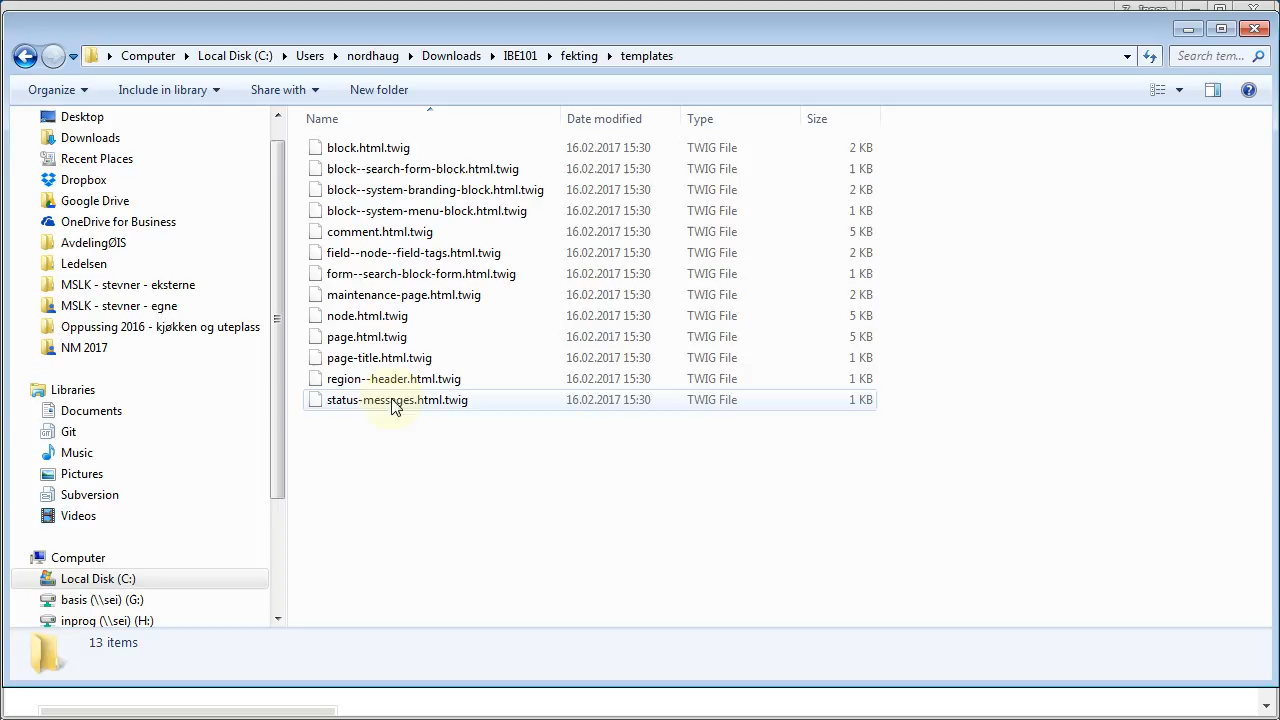 Computer Local Disk (C:) Users nordhaug Downloads IBE101 fekting templates Search tem...
Organize Include in library Share with New folder
Desktop
Downloads
Recent Places
Dropbox
Google Drive
OneDrive for Business
AvdelingØIS
Ledelsen
MSLK - stevner - eksterne
MSLK - stevner - egne
Oppussing 2016 - kjøkken og uteplass
NM 2017
Libraries
Documents
Git
Music
Pictures
Subversion
Videos
Computer
Local Disk (C:)
basis (\\sei) (G:)
inprog (\\sei) (H:)
Name Date modified Type Size
block.html.twig 16.02.2017 15:30 TWIG File 2 KB
block--search-form-block.html.twig 16.02.2017 15:30 TWIG File 1 KB
block--system-branding-block.html.twig 16.02.2017 15:30 TWIG File 2 KB
block--system-menu-block.html.twig 16.02.2017 15:30 TWIG File 1 KB
comment.html.twig 16.02.2017 15:30 TWIG File 5 KB
field--node--field-tags.html.twig 16.02.2017 15:30 TWIG File 2 KB
form--search-block-form.html.twig 16.02.2017 15:30 TWIG File 1 KB
maintenance-page.html.twig 16.02.2017 15:30 TWIG File 2 KB
node.html.twig 16.02.2017 15:30 TWIG File 5 KB
page.html.twig 16.02.2017 15:30 TWIG File 5 KB
page-title.html.twig 16.02.2017 15:30 TWIG File 1 KB
region--header.html.twig 16.02.2017 15:30 TWIG File 1 KB
status-messages.html.twig 16.02.2017 15:30 TWIG File 1 KB
13 items